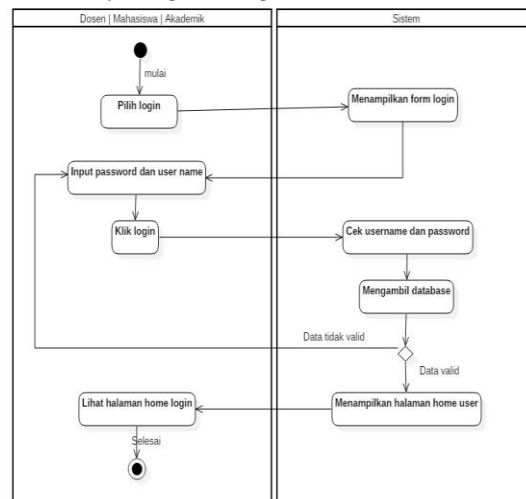 Dosen | Mahasiswa | Akademik
Sistem
mulai
Pilih login
Menampilkan form login
Input password dan user name
Klik login
Cek username dan password
Mengambil database
Data tidak valid
Data valid
Lihat halaman home login
Menampilkan halaman home user
Selesai